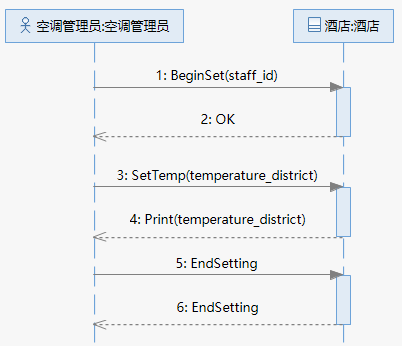 空调管理员:空调管理员
酒店:酒店
1: BeginSet(staff_id)
2: OK
3: SetTemp(temperature_district)
4: Print(temperature_district)
5: EndSetting
6: EndSetting